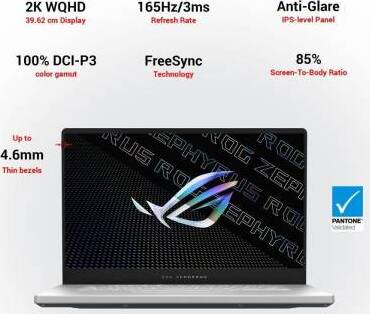 2K WQHD
39.62 cm Display
165Hz/3ms
Refresh Rate
Anti-Glare
IPS-level Panel
100% DCI-P3
color gamut
FreeSync
Technology
85%
Screen-To-Body Ratio
Up to
4.6mm
Thin bezels
ROG ZEPHYRUS
ROG ZEPHYRUS
ROG ZEPHYRUS
ROG ZEPHYRUS
PANTONE
Validated